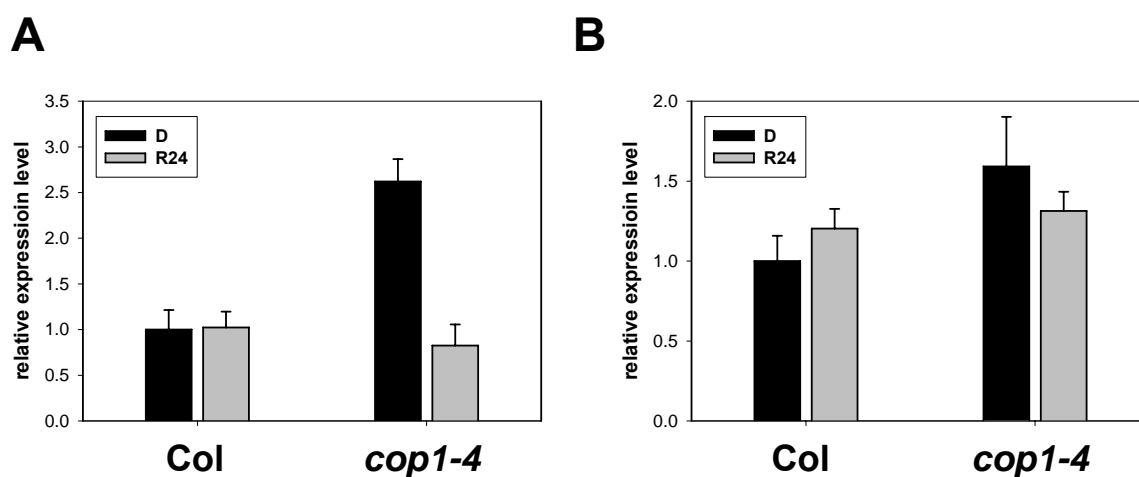 A
relative expressioin level
3.5
3.0
2.5
2.0
1.5
1.0
0.5
0.0
D
R24
Col
cop1-4
B
relative expressioin level
2.0
1.5
1.0
0.5
0.0
D
R24
Col
cop1-4